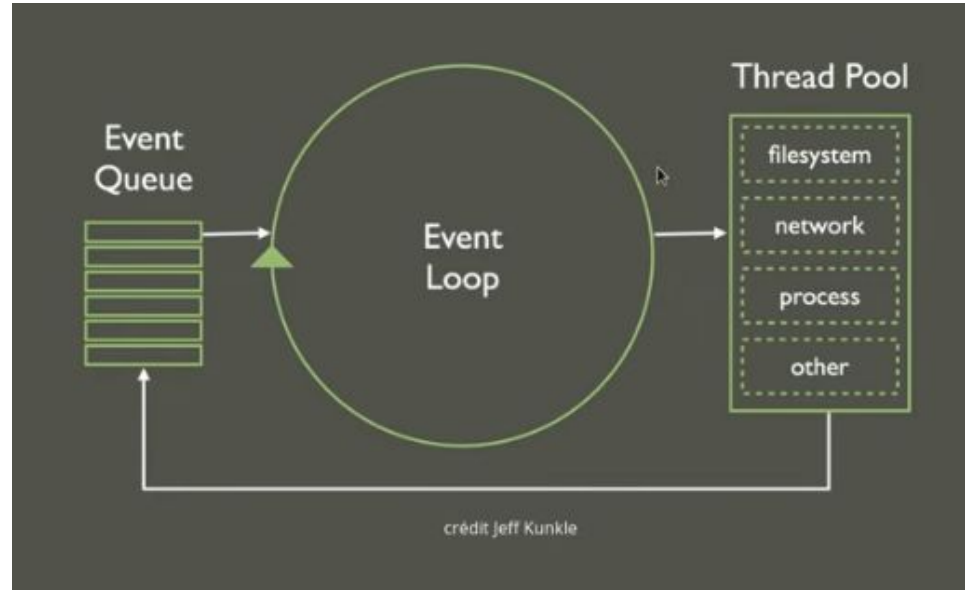 Event
Queue
Event
Loop
Thread Pool
filesystem
network
process
other
crédit Jeff Kunkle